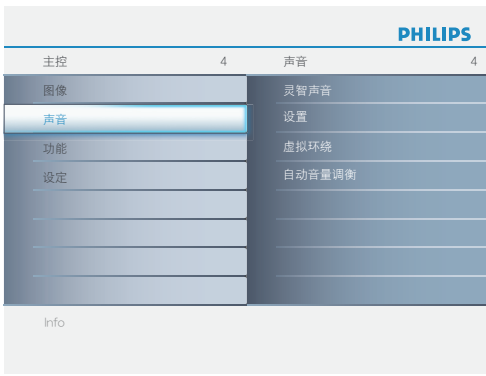 PHILIPS
主控 4 声音 4
图像 灵智声音
声音 设置
功能 虚拟环绕
设定 自动音量调衡
Info